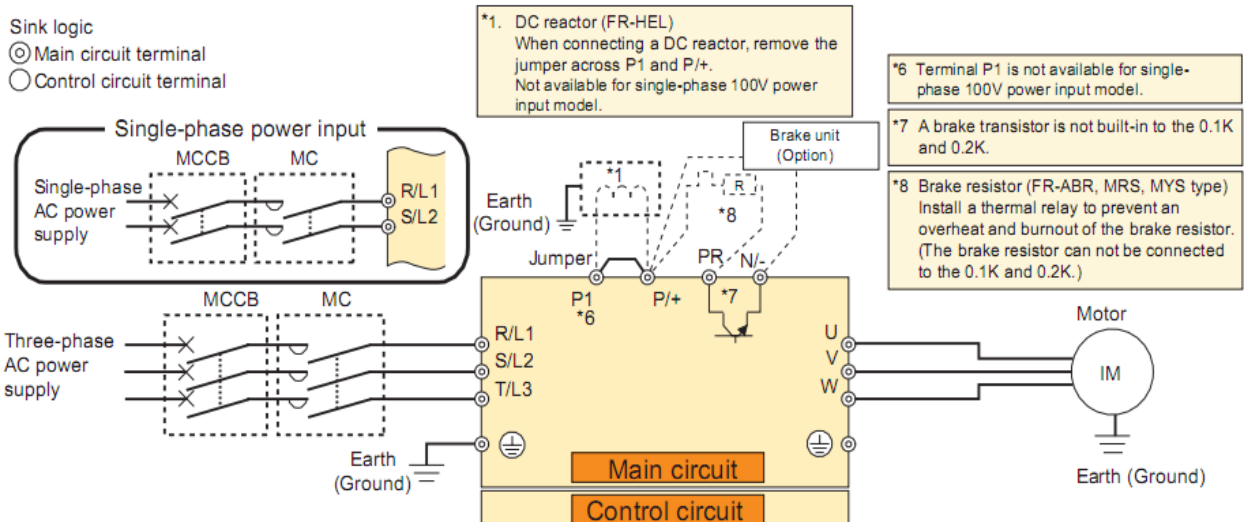 Sink logic
Main circuit terminal
Control circuit terminal
*1. DC reactor (FR-HEL)
When connecting a DC reactor, remove the
jumper across P1 and P/+.
Not available for single-phase 100V power
input model.
*6 Terminal P1 is not available for single-
phase 100V power input model.
*7 A brake transistor is not built-in to the 0.1K
and 0.2K.
*8 Brake resistor (FR-ABR, MRS, MYS type)
Install a thermal relay to prevent an
overheat and burnout of the brake resistor.
(The brake resistor can not be connected
to the 0.1K and 0.2K.)
Single-phase power input
MCCB
MC
Single-phase
AC power
supply
R/L1
S/L2
Earth
(Ground)
*1
R
*8
Brake unit
(Option)
Jumper
PR
N/-
P1
*6
P/+
*7
MCCB
MC
Three-phase
AC power
supply
R/L1
S/L2
T/L3
U
V
W
Motor
IM
Earth
(Ground)
Earth (Ground)
Main circuit
Control circuit